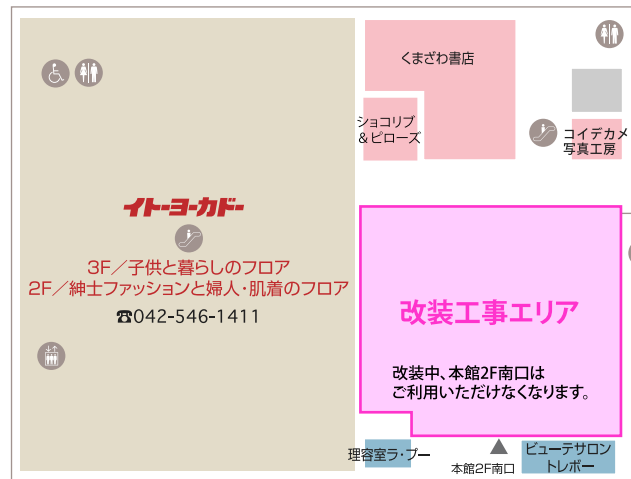 くまざわ書店
ショコリブ
＆ピローズ
コイデカメ
写真工房
イトーヨーカドー
3F／子供と暮らしのフロア
2F／紳士ファッションと婦人・肌着のフロア
☎042-546-1411
改装工事エリア
改装中、本館2F南口は
ご利用いただけなくなります。
理容室ラ・プー
本館2F南口
ビューテサロン
トレボー